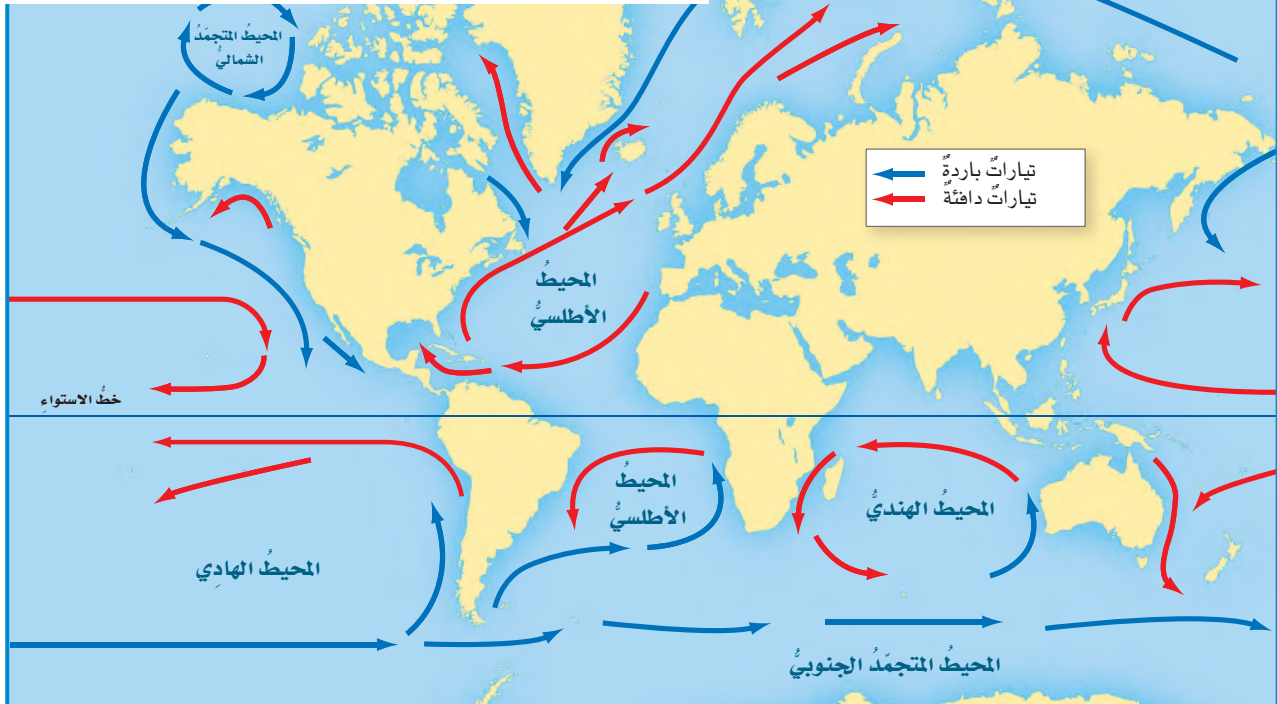 المحيطُ المتجمّدُ
الشماليُّ
تياراتٌ باردةٌ
تياراتٌ دافئةٌ
المحيطُ
الأطلسيُّ
خطُّ الاستواءِ
المحيطُ
الأطلسيُّ
المحيطُ الهنديُّ
المحيطُ الهادِي
المحيطُ المتجمّدُ الجنوبيُّ